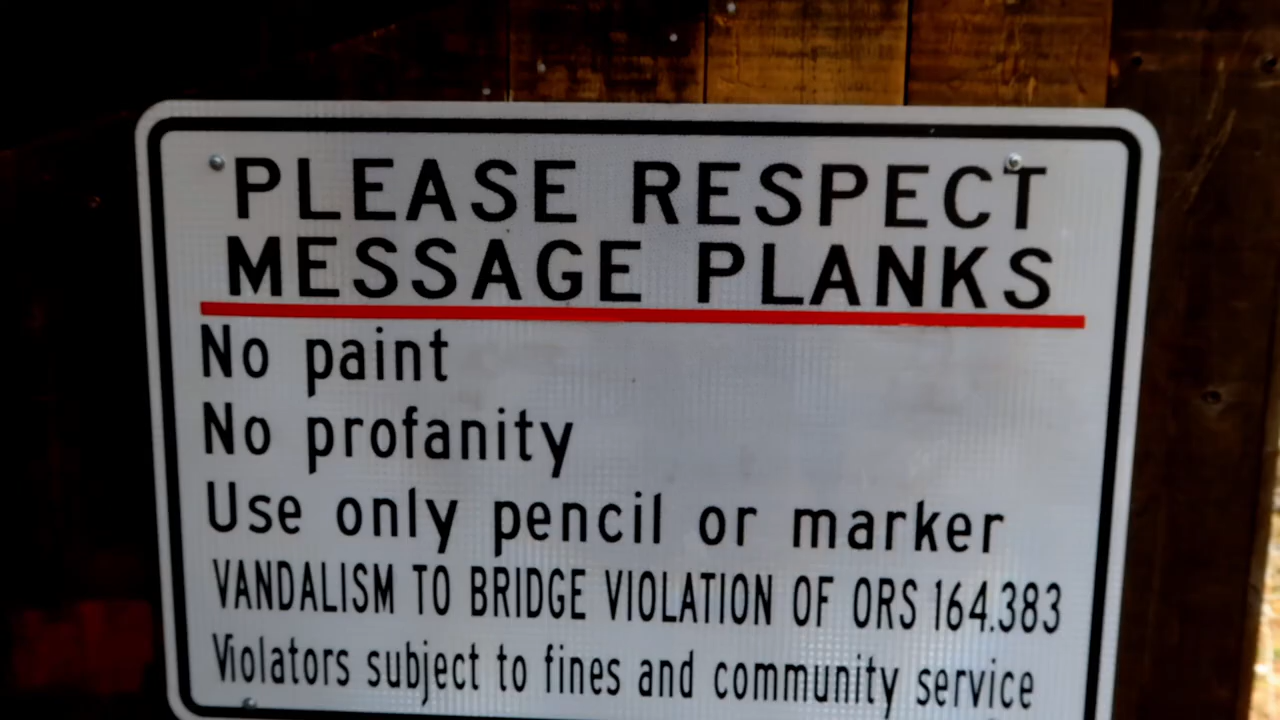 PLEASE RESPECT
MESSAGE PLANKS
No paint
No profanity
Use only pencil or marker
VANDALISM TO BRIDGE VIOLATION OF ORS 164.383
Violators subject to fines and community service